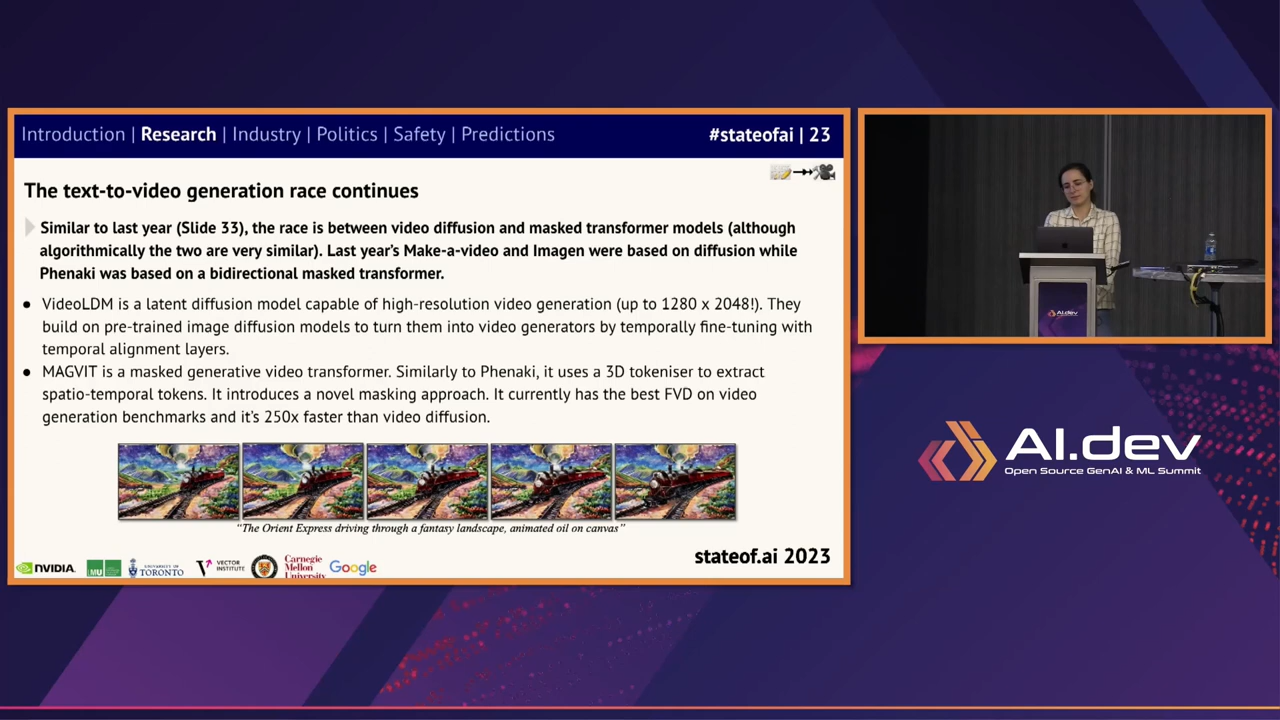 Introduction | Research | Industry | Politics | Safety | Predictions
#stateofai | 23
The text-to-video generation race continues
Similar to last year (Slide 33), the race is between video diffusion and masked transformer models (although
algorithmically the two are very similar). Last year's Make-a-video and Imagen were based on diffusion while
Phenaki was based on a bidirectional masked transformer.
● VideoLDM is a latent diffusion model capable of high-resolution video generation (up to 1280 x 2048!). They
build on pre-trained image diffusion models to turn them into video generators by temporally fine-tuning with
temporal alignment layers.
● MAGVIT is a masked generative video transformer. Similarly to Phenaki, it uses a 3D tokeniser to extract
spatio-temporal tokens. It introduces a novel masking approach. It currently has the best FVD on video
generation benchmarks and it's 250x faster than video diffusion.
"The Orient Express driving through a fantasy landscape, animated oil on canvas"
stateof.ai 2023
NVIDIA
LMU
UNIVERSITY OF
TORONTO
VECTOR
INSTITUTE
Carnegie
Mellon
University
Google
AI.dev
AI.dev
Open Source GenAI & ML Summit